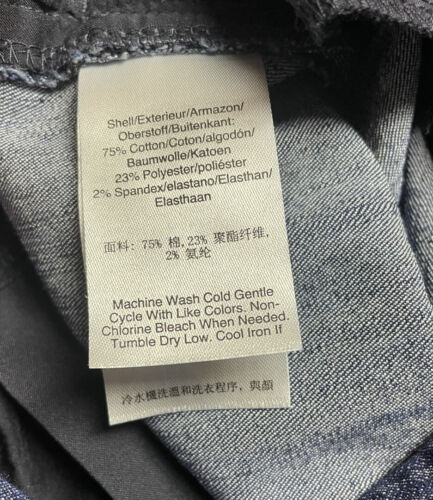 Shell/Exterieur/Armazon/
Oberstoff/Buitenkant:
75% Cotton/Coton/algodón/
Baumwolle/Katoen
23% Polyester/poliéster
2% Spandex/elastano/Elasthan/
Elasthaan
面料: 75% 棉,23% 聚酯纤维,
2% 氨纶
Machine Wash Cold Gentle
Cycle With Like Colors. Non-
Chlorine Bleach When Needed.
Tumble Dry Low. Cool Iron If
冷水機洗溫和洗衣程序，與顏